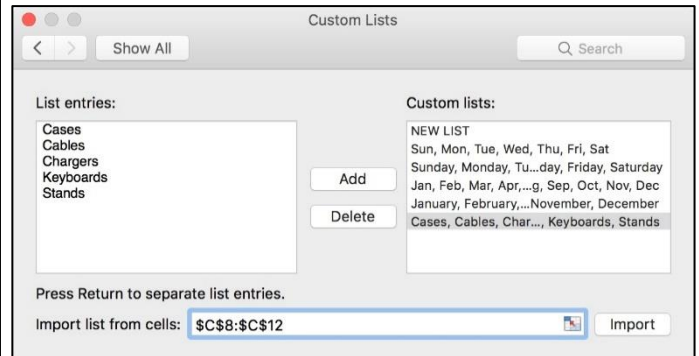 Custom Lists
Show All
Search
List entries:
Cases
Cables
Chargers
Keyboards
Stands
Add
Delete
Custom lists:
NEW LIST
Sun, Mon, Tue, Wed, Thu, Fri, Sat
Sunday, Monday, Tu...day, Friday, Saturday
Jan, Feb, Mar, Apr,...g, Sep, Oct, Nov, Dec
January, February,...November, December
Cases, Cables, Char..., Keyboards, Stands
Press Return to separate list entries.
Import list from cells: $C$8:$C$12 Import